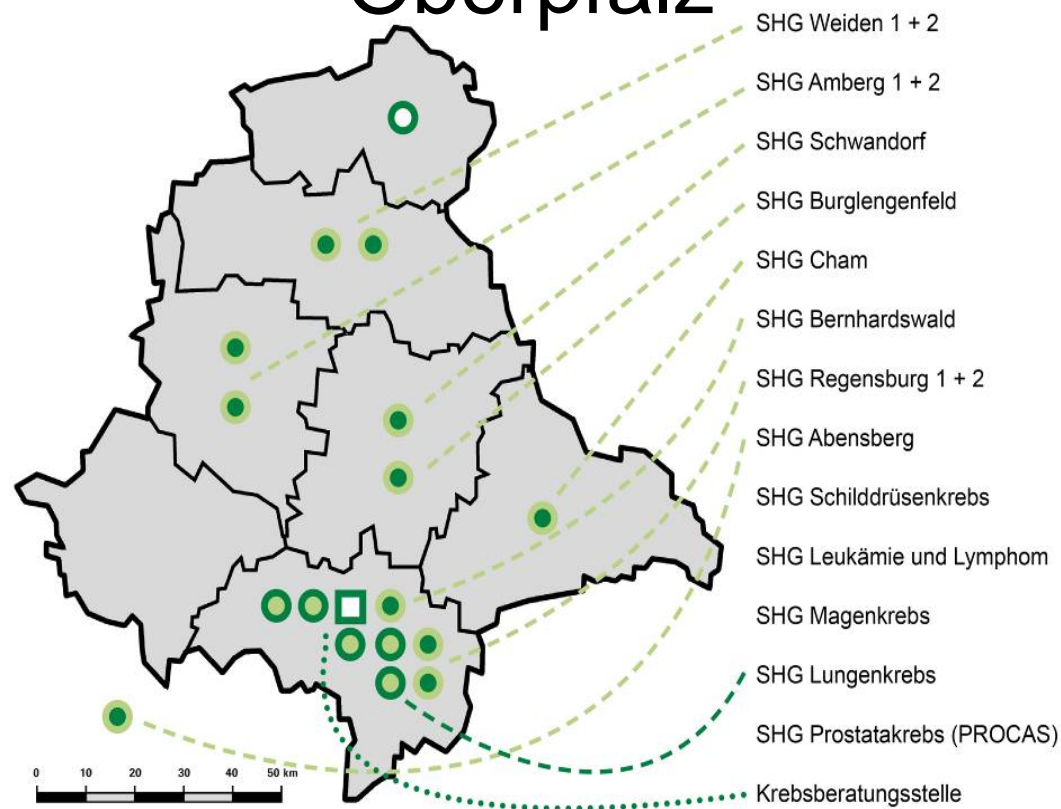 Oberpfalz
SHG Weiden 1 + 2
SHG Amberg 1 + 2
SHG Schwandorf
SHG Burglengenfeld
SHG Cham
SHG Bernhardswald
SHG Regensburg 1 + 2
SHG Abensberg
SHG Schilddrüsenkrebs
SHG Leukämie und Lymphom
SHG Magenkrebs
SHG Lungenkrebs
SHG Prostatakrebs (PROCAS)
Krebsberatungsstelle
0 10 20 30 40 50 km